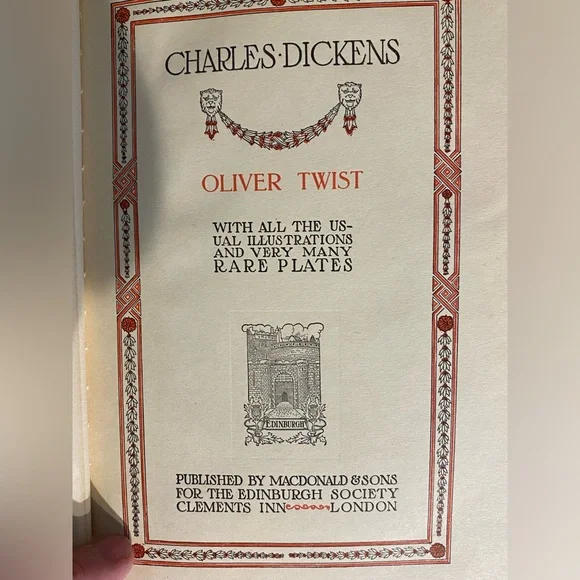 CHARLES·DICKENS
OLIVER TWIST
WITH ALL THE US-
UAL ILLUSTRATIONS
AND VERY MANY
RARE PLATES
EDINBURGH
PUBLISHED BY MACDONALD & SONS
FOR THE EDINBURGH SOCIETY
CLEMENTS INN LONDON